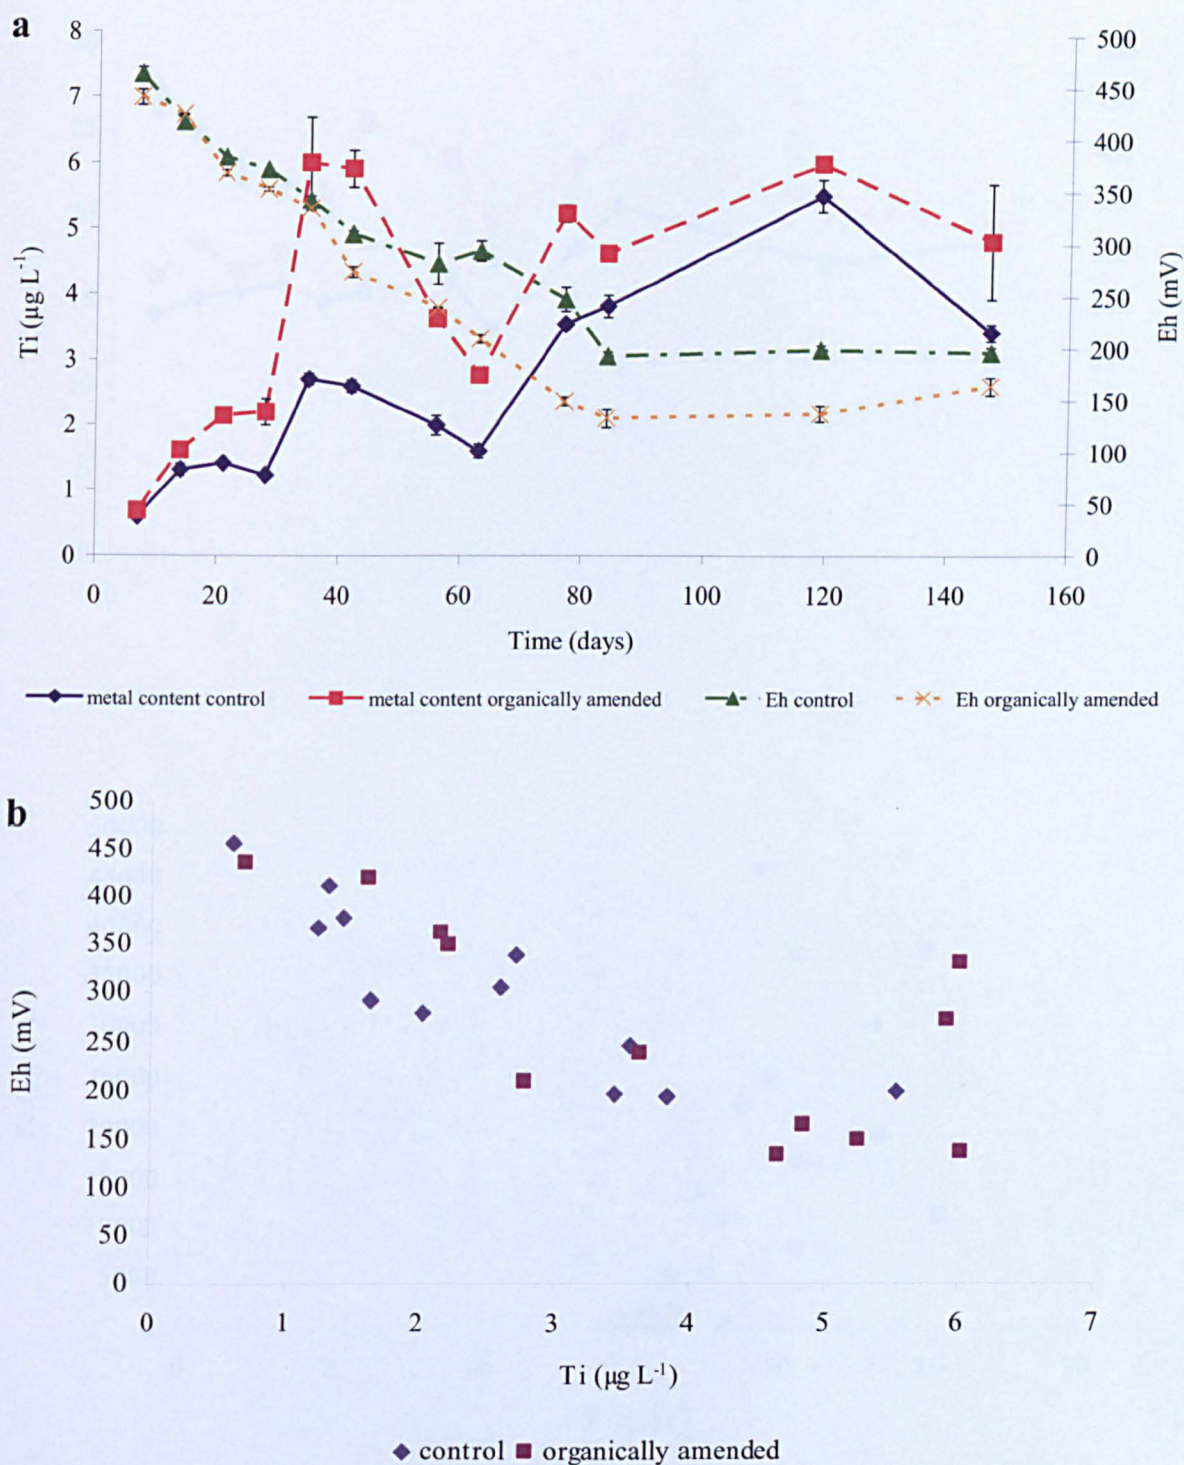 a
8
7
6
5
4
3
2
1
0
Ti (µg L⁻¹)
500
450
400
350
300
250
200
150
100
50
0
Eh (mV)
0 20 40 60 80 100 120 140 160
Time (days)
metal content control metal content organically amended Eh control Eh organically amended
b
500
450
400
350
300
250
200
150
100
50
0
Eh (mV)
0 1 2 3 4 5 6 7
Ti (µg L⁻¹)
control organically amended